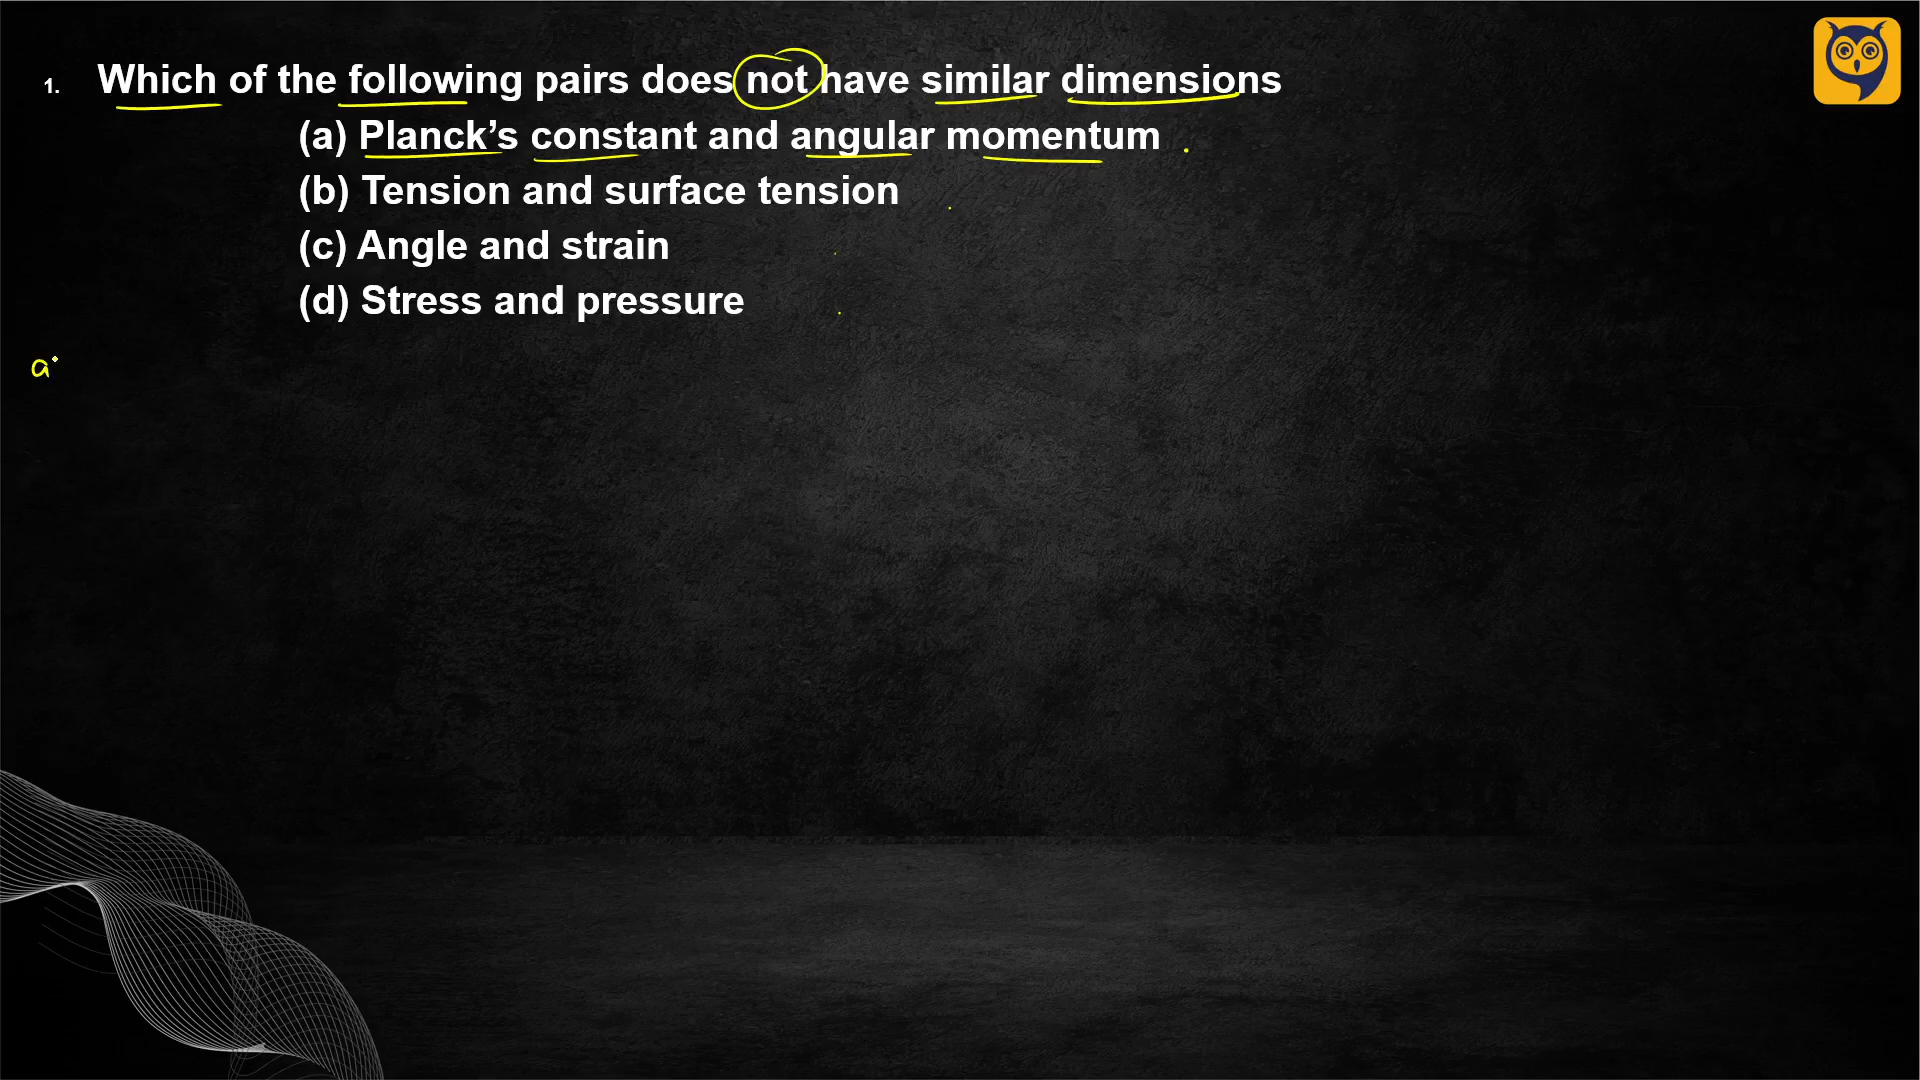 1. Which of the following pairs does not have similar dimensions
(a) Planck’s constant and angular momentum
(b) Tension and surface tension
(c) Angle and strain
(d) Stress and pressure
a